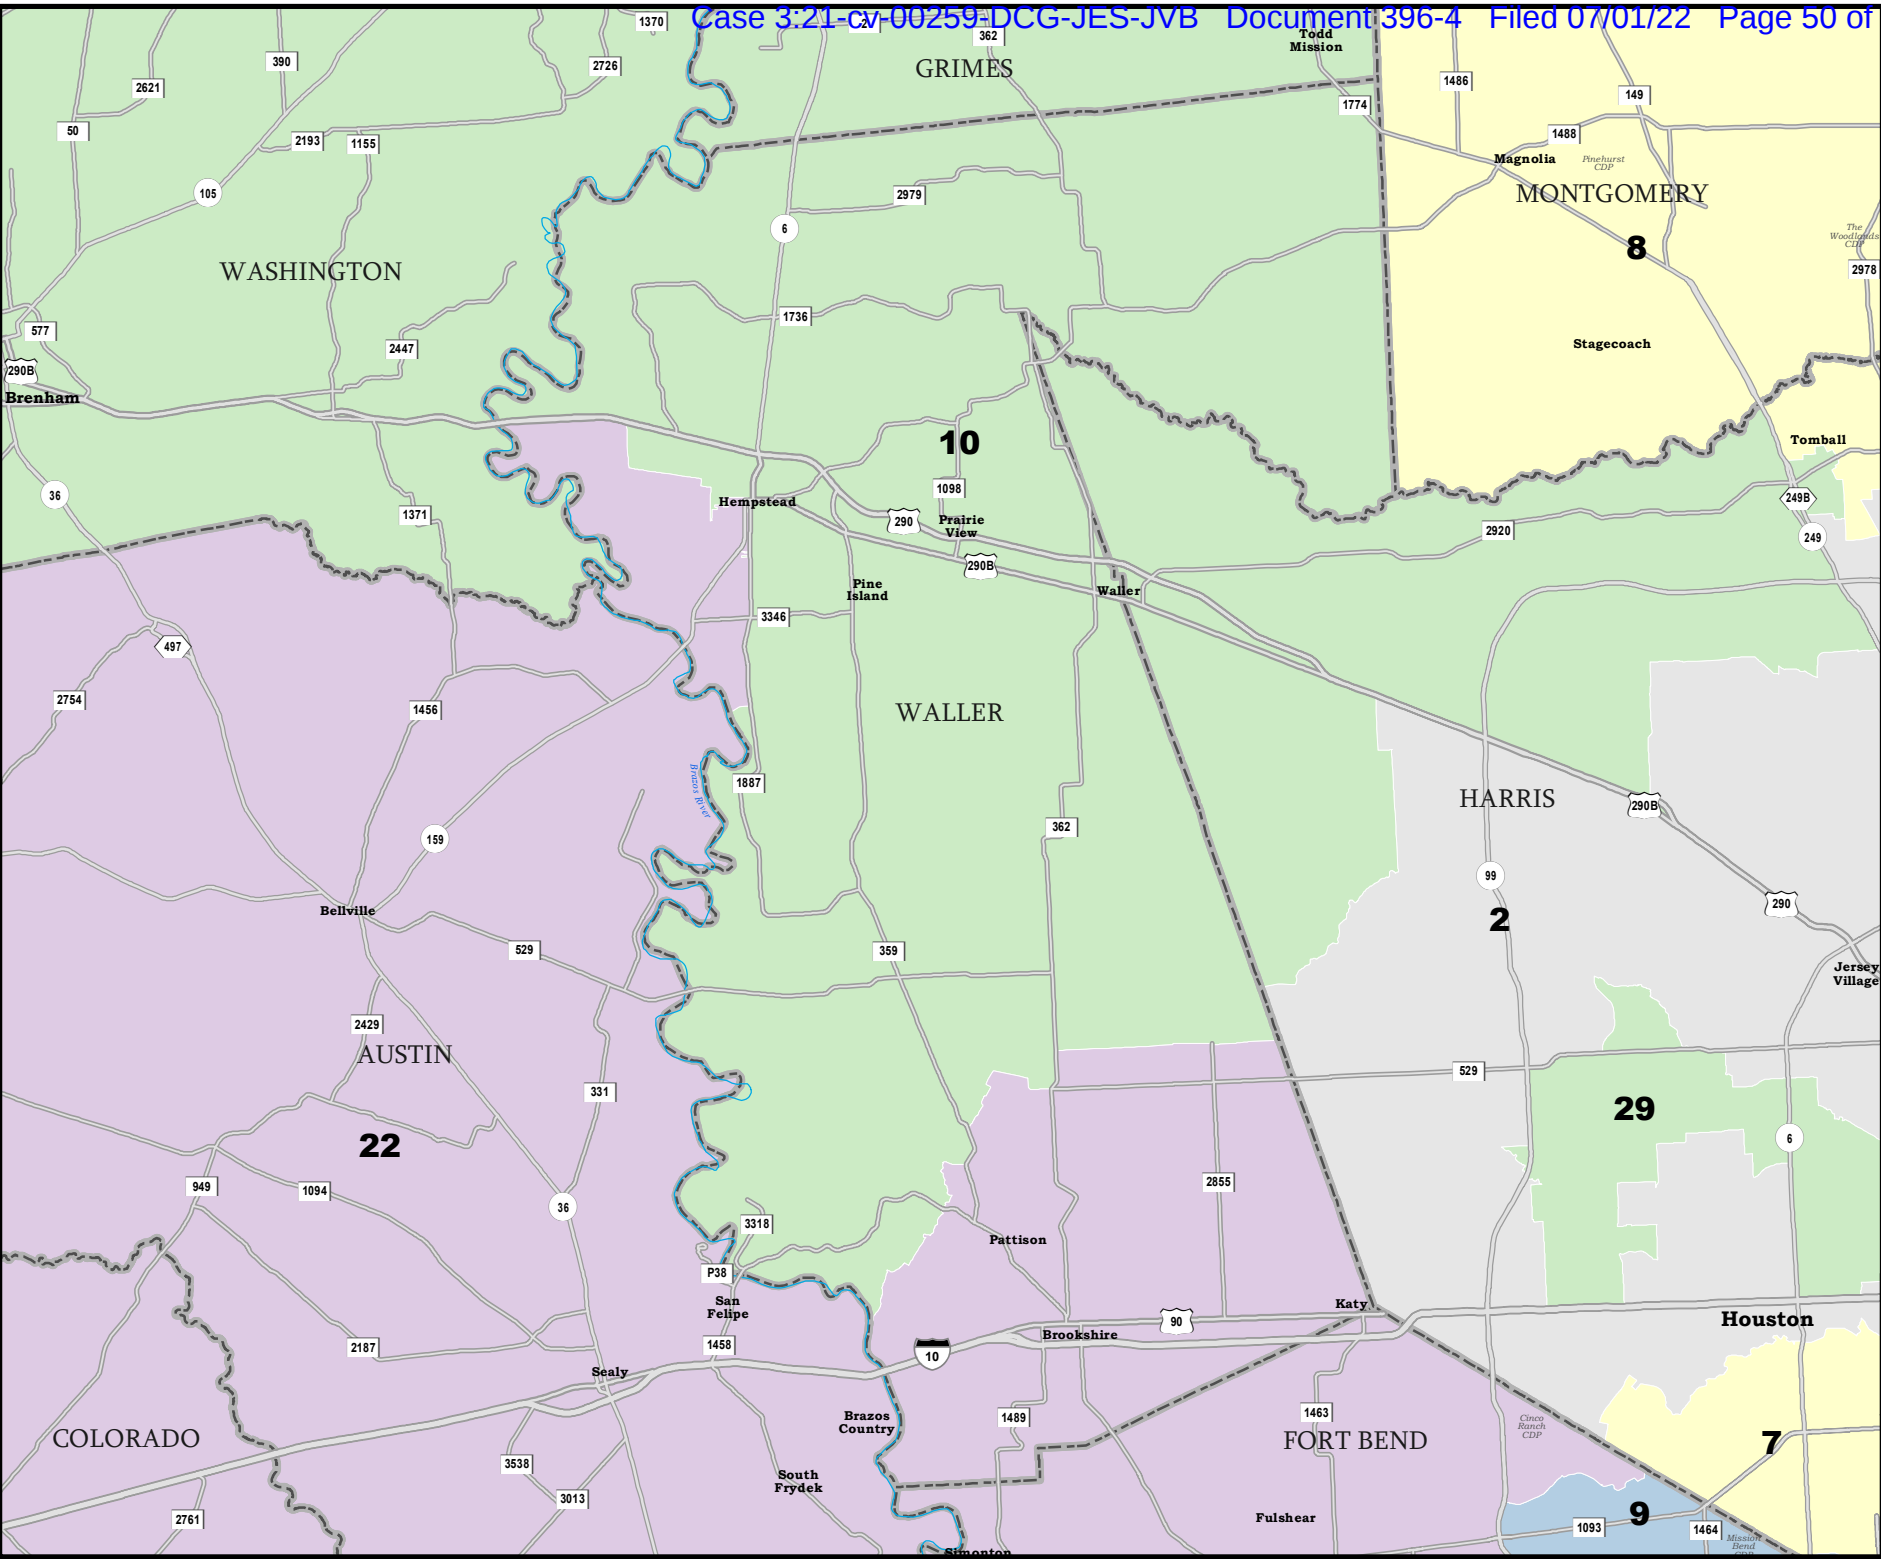 Case 3:21-cv-00259-DCG-JES-JVB Document 396-4 Filed 07/01/22 Page 50 of
1370
362
Todd
Mission
390
2726
GRIMES
2621
1486
149
1774
50
2193
1155
1488
Magnolia
Pinehurst
CDP
105
2979
MONTGOMERY
6
The
Woodlands
CDP
8
WASHINGTON
2978
577
1736
2447
Stagecoach
290B
Brenham
10
Tomball
36
1098
249B
Hempstead
1371
290
Prairie
View
2920
249
290B
Pine
Island
Waller
3346
497
2754
1456
WALLER
Brazos River
1887
HARRIS
290B
362
159
99
Bellville
290
2
529
359
Jersey
Village
2429
AUSTIN
529
331
29
22
6
949
1094
2855
36
3318
Pattison
P38
San
Felipe
Katy
90
Houston
Brookshire
1458
2187
10
Sealy
Brazos
Country
1489
1463
Cinco
Ranch
CDP
COLORADO
FORT BEND
7
3538
South
Frydek
3013
2761
Fulshear
9
1093
1464
Mission
Bend
CDP
Simonton